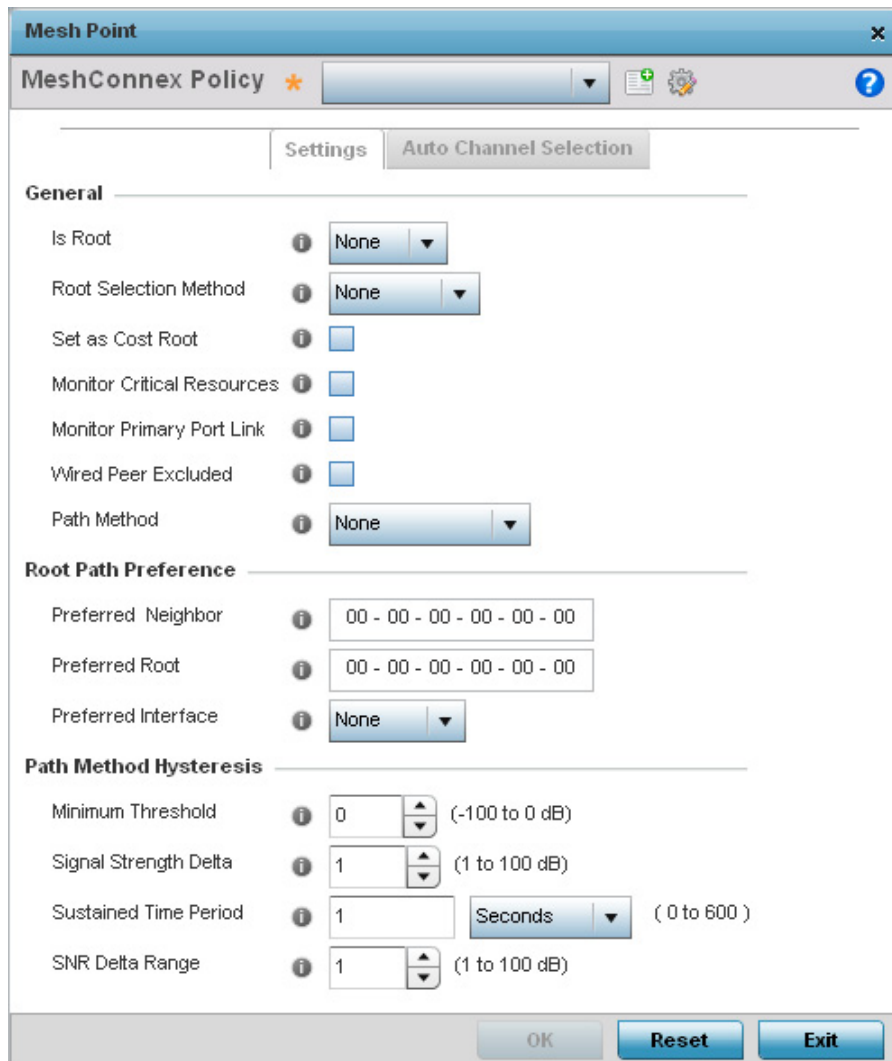 Mesh Point
MeshConnex Policy *
Settings Auto Channel Selection
General
Is Root None
Root Selection Method None
Set as Cost Root
Monitor Critical Resources
Monitor Primary Port Link
Wired Peer Excluded
Path Method None
Root Path Preference
Preferred Neighbor 00 - 00 - 00 - 00 - 00 - 00
Preferred Root 00 - 00 - 00 - 00 - 00 - 00
Preferred Interface None
Path Method Hysteresis
Minimum Threshold 0 (-100 to 0 dB)
Signal Strength Delta 1 (1 to 100 dB)
Sustained Time Period 1 Seconds ( 0 to 600 )
SNR Delta Range 1 (1 to 100 dB)
OK Reset Exit